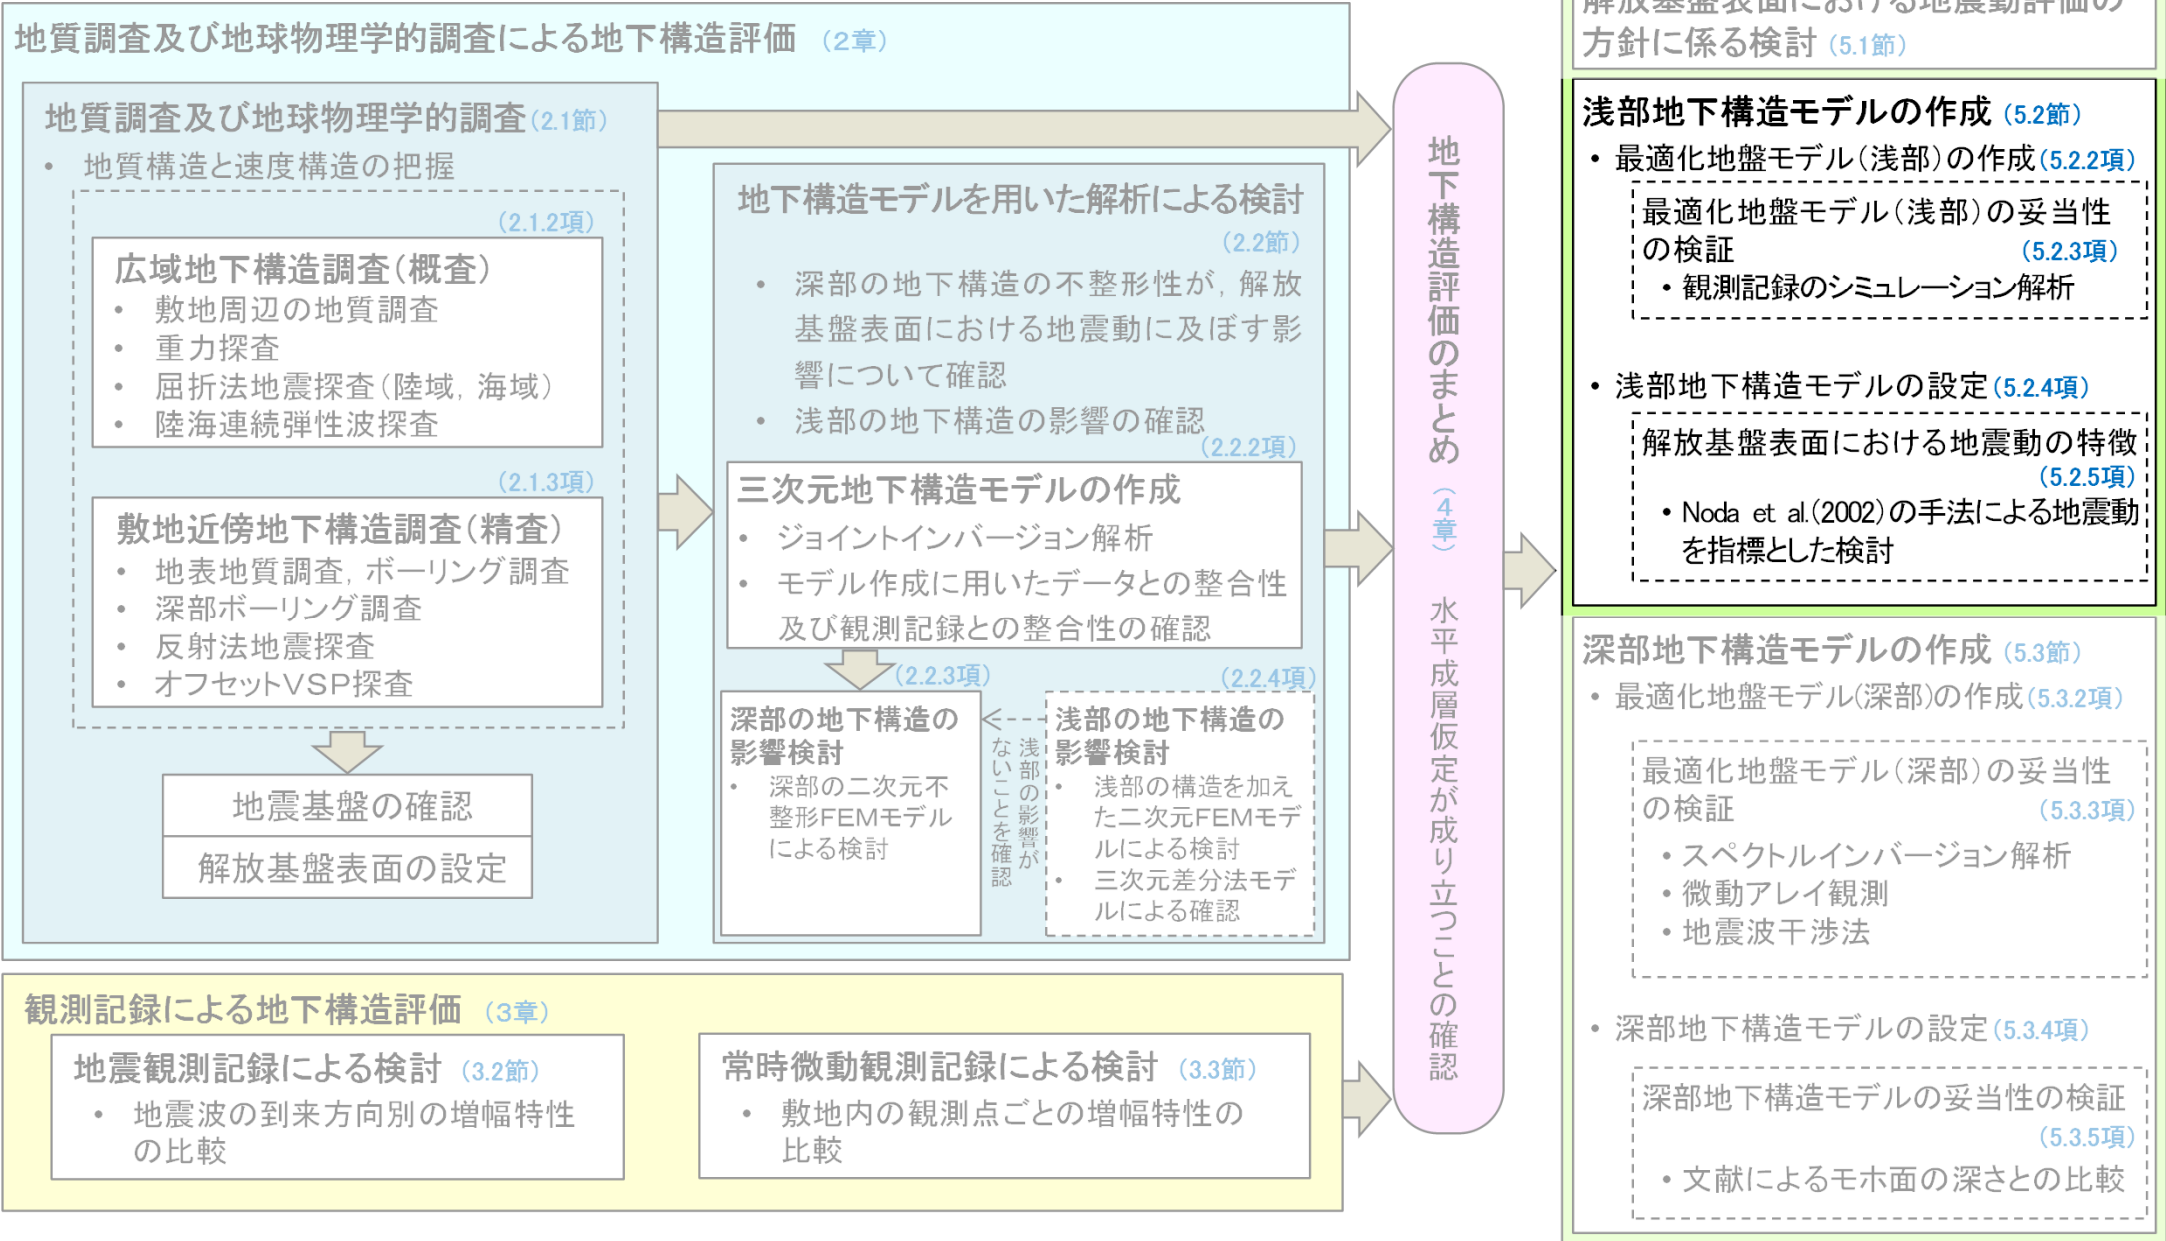 地質調査及び地球物理学的調査による地下構造評価 (2章)
地質調査及び地球物理学的調査(2.1節)
• 地質構造と速度構造の把握
(2.1.2項)
広域地下構造調査(概査)
• 敷地周辺の地質調査
• 重力探査
• 屈折法地震探査(陸域, 海域)
• 陸海連続弾性波探査
(2.1.3項)
敷地近傍地下構造調査(精査)
• 地表地質調査, ボーリング調査
• 深部ボーリング調査
• 反射法地震探査
• オフセットVSP探査
地震基盤の確認
解放基盤表面の設定
地下構造モデルを用いた解析による検討
(2.2節)
• 深部の地下構造の不整形性が, 解放
基盤表面における地震動に及ぼす影
響について確認
• 浅部の地下構造の影響の確認
(2.2.2項)
三次元地下構造モデルの作成
• ジョイントインバージョン解析
• モデル作成に用いたデータとの整合性
及び観測記録との整合性の確認
(2.2.3項)
深部の地下構造の
影響検討
• 深部の二次元不
整形FEMモデル
による検討
浅部の影響が
ないことを確認
(2.2.4項)
浅部の地下構造の
影響検討
• 浅部の構造を加え
た二次元FEMモデ
ルによる検討
• 三次元差分法モデ
ルによる確認
観測記録による地下構造評価 (3章)
地震観測記録による検討 (3.2節)
• 地震波の到来方向別の増幅特性
の比較
常時微動観測記録による検討 (3.3節)
• 敷地内の観測点ごとの増幅特性の
比較
地下構造評価のまとめ (4章) 水平成層仮定が成り立つことの確認
解放基盤表面における地震動評価の
方針に係る検討 (5.1節)
浅部地下構造モデルの作成 (5.2節)
• 最適化地盤モデル(浅部)の作成(5.2.2項)
最適化地盤モデル(浅部)の妥当性
の検証 (5.2.3項)
• 観測記録のシミュレーション解析
• 浅部地下構造モデルの設定(5.2.4項)
解放基盤表面における地震動の特徴
(5.2.5項)
• Noda et al.(2002)の手法による地震動
を指標とした検討
深部地下構造モデルの作成 (5.3節)
• 最適化地盤モデル(深部)の作成(5.3.2項)
最適化地盤モデル(深部)の妥当性
の検証 (5.3.3項)
• スペクトルインバージョン解析
• 微動アレイ観測
• 地震波干渉法
• 深部地下構造モデルの設定(5.3.4項)
深部地下構造モデルの妥当性の検証
(5.3.5項)
• 文献によるモホ面の深さとの比較